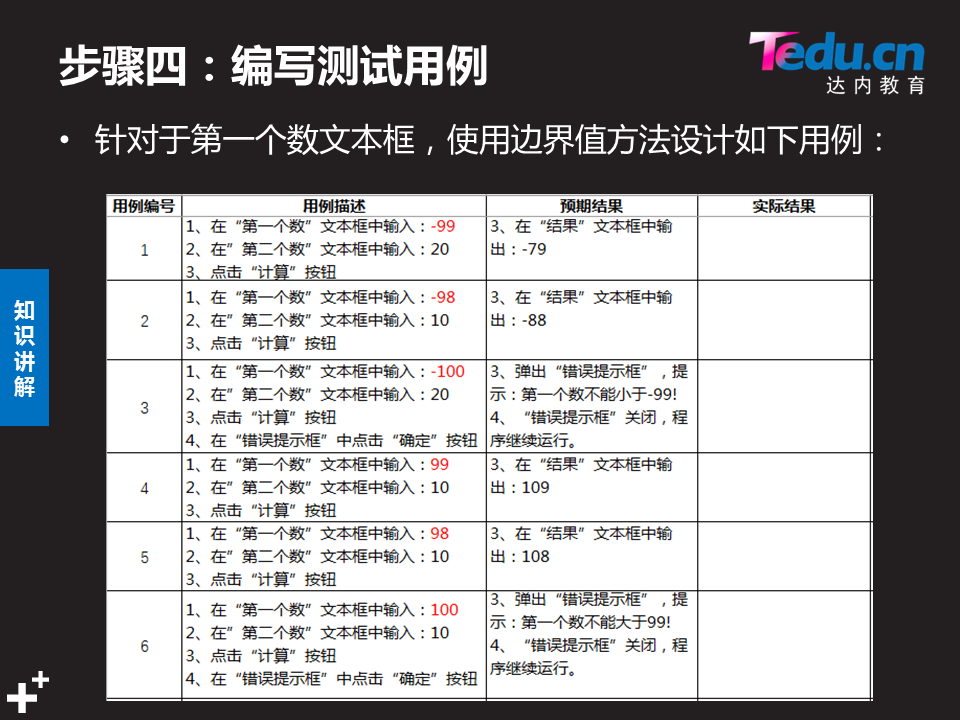 步骤四：编写测试用例
Tedu.cn
达内教育
• 针对于第一个数文本框，使用边界值方法设计如下用例：
知识讲解
用例编号 用例描述 预期结果 实际结果
1
1、在“第一个数”文本框中输入：-99
2、在”第二个数”文本框中输入：20
3、点击“计算”按钮
3、在“结果”文本框中输
出：-79
2
1、在“第一个数”文本框中输入：-98
2、在”第二个数”文本框中输入：10
3、点击“计算”按钮
3、在“结果”文本框中输
出：-88
3
1、在“第一个数”文本框中输入：-100
2、在”第二个数”文本框中输入：20
3、点击“计算”按钮
4、在“错误提示框”中点击“确定”按钮
3、弹出“错误提示框”，提
示：第一个数不能小于-99!
4、“错误提示框”关闭，程
序继续运行。
4
1、在“第一个数”文本框中输入：99
2、在”第二个数”文本框中输入：10
3、点击“计算”按钮
3、在“结果”文本框中输
出：109
5
1、在“第一个数”文本框中输入：98
2、在”第二个数”文本框中输入：10
3、点击“计算”按钮
3、在“结果”文本框中输
出：108
6
1、在“第一个数”文本框中输入：100
2、在”第二个数”文本框中输入：10
3、点击“计算”按钮
4、在“错误提示框”中点击“确定”按钮
3、弹出“错误提示框”，提
示：第一个数不能大于99!
4、“错误提示框”关闭，程
序继续运行。